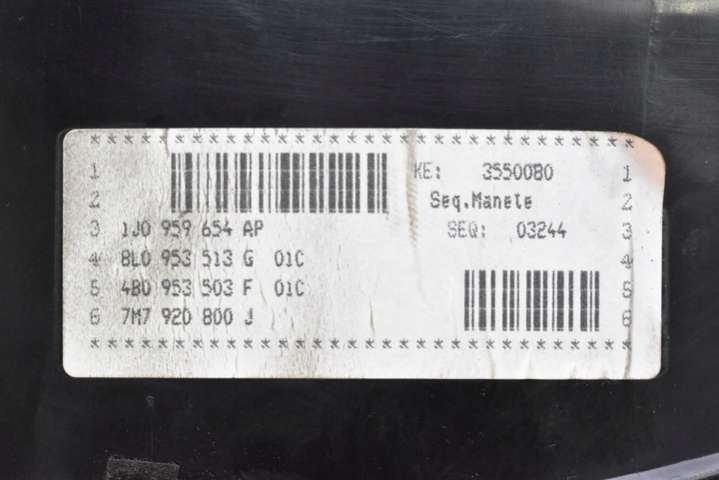 * * * * * * * * * * * * * * * * * * * * * * * * * * * * * * * * * * * * *
1 KE: 3550080 1
2 Seq.Manete 2
3 1J0 959 654 AP SEQ: 03244 3
4 8L0 953 513 G 01C 4
5 4B0 953 503 F 01C 5
6 7M7 920 800 J 6
* * * * * * * * * * * * * * * * * * * * * * * * * * * * * * * * * * * * *